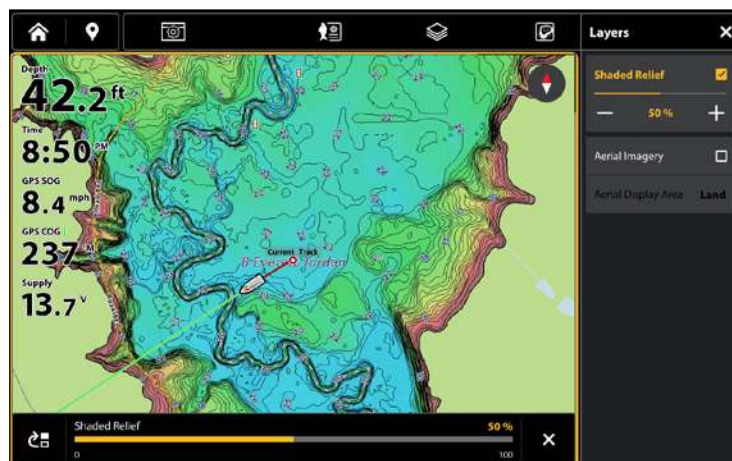 Layers
Depth
42.2 ft
Time
8:50 PM
GPS SOG
8.4 mph
GPS COG
237 M
Supply
13.7 V
Current Track
Shaded Relief
50 %
Aerial Imagery
Aerial Display Area Land
Shaded Relief 50 %
0 100